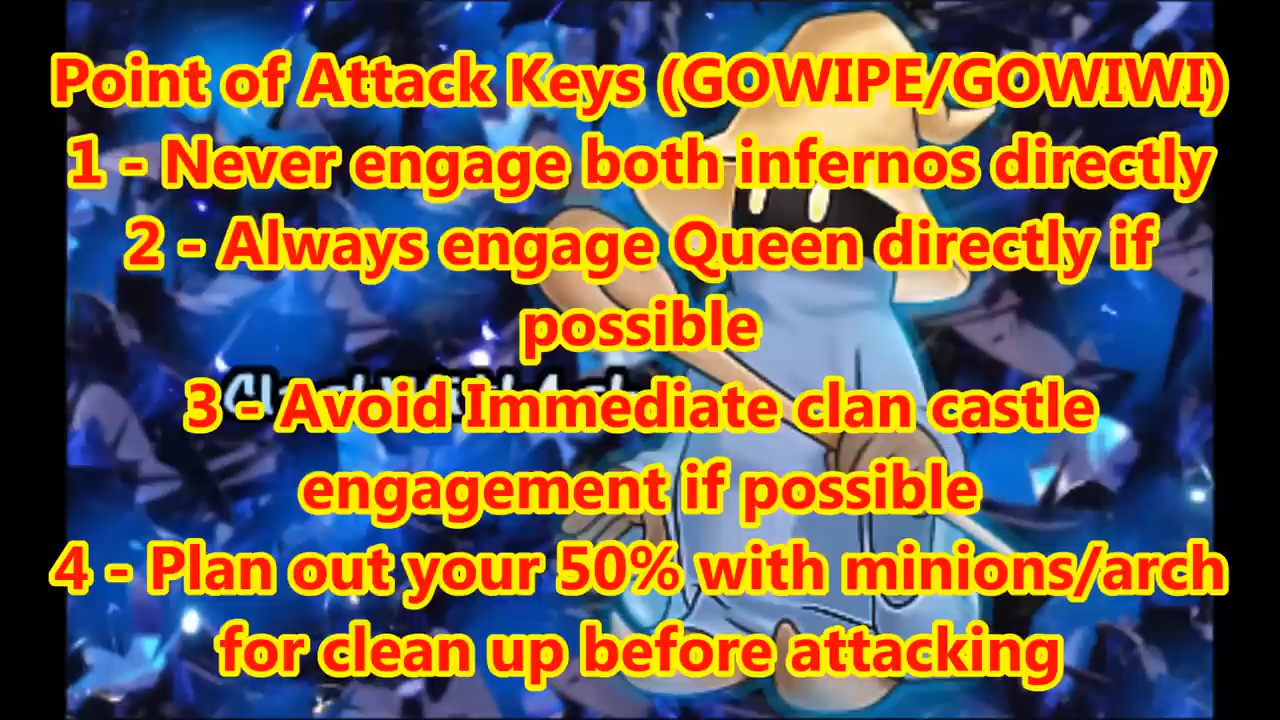 Point of Attack Keys (GOWIPE/GOWIWI)
1 - Never engage both infernos directly
2 - Always engage Queen directly if
possible
3 - Avoid Immediate clan castle
engagement if possible
4 - Plan out your 50% with minions/arch
for clean up before attacking